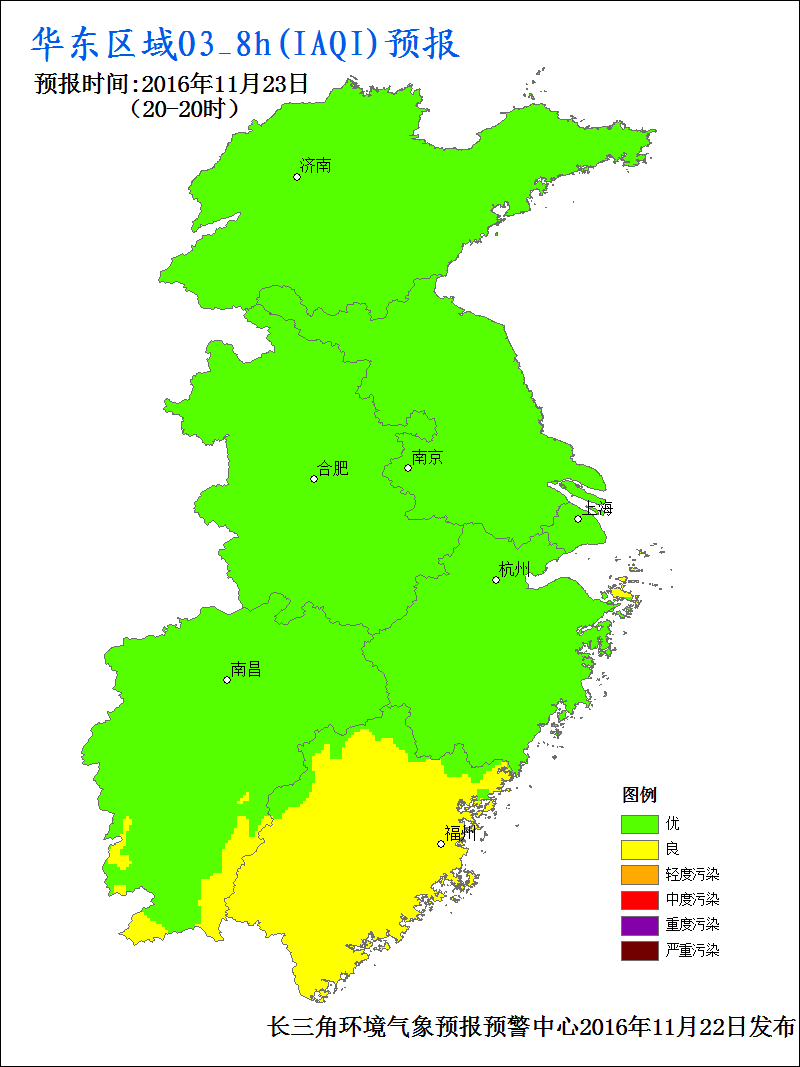 华东区域O3_8h(IAQI)预报
预报时间:2016年11月23日
（20-20时）
济南
合肥
南京
上海
杭州
南昌
福州
图例
优
良
轻度污染
中度污染
重度污染
严重污染
长三角环境气象预报预警中心2016年11月22日发布